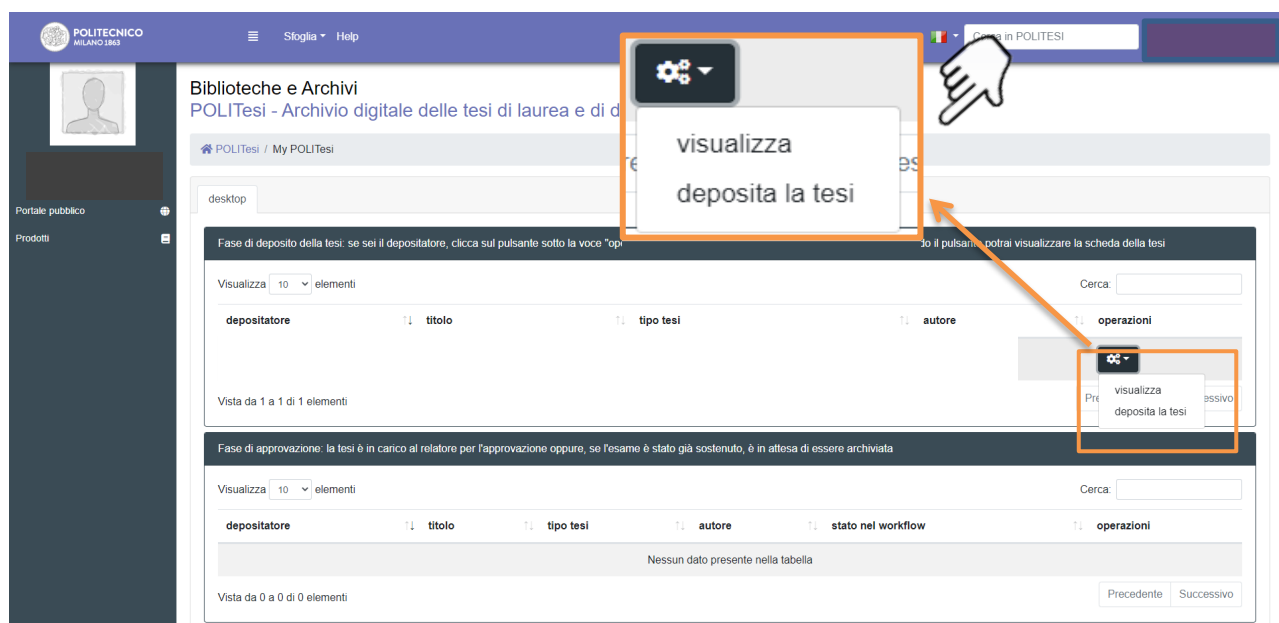 POLITECNICO
MILANO 1863
Sfoglia Help
Cerca in POLITESI
Biblioteche e Archivi
POLITesi - Archivio digitale delle tesi di laurea e di d
POLITesi / My POLITesi
visualizza
deposita la tesi
Portale pubblico
Prodotti
desktop
Fase di deposito della tesi: se sei il depositatore, clicca sul pulsante sotto la voce "op
do il pulsante potrai visualizzare la scheda della tesi
Visualizza 10 elementi
Cerca:
depositatore titolo tipo tesi autore operazioni
visualizza
deposita la tesi
Vista da 1 a 1 di 1 elementi
Pre
essivo
Fase di approvazione: la tesi è in carico al relatore per l'approvazione oppure, se l'esame è stato già sostenuto, è in attesa di essere archiviata
Visualizza 10 elementi
Cerca:
depositatore titolo tipo tesi autore stato nel workflow operazioni
Nessun dato presente nella tabella
Vista da 0 a 0 di 0 elementi
Precedente Successivo